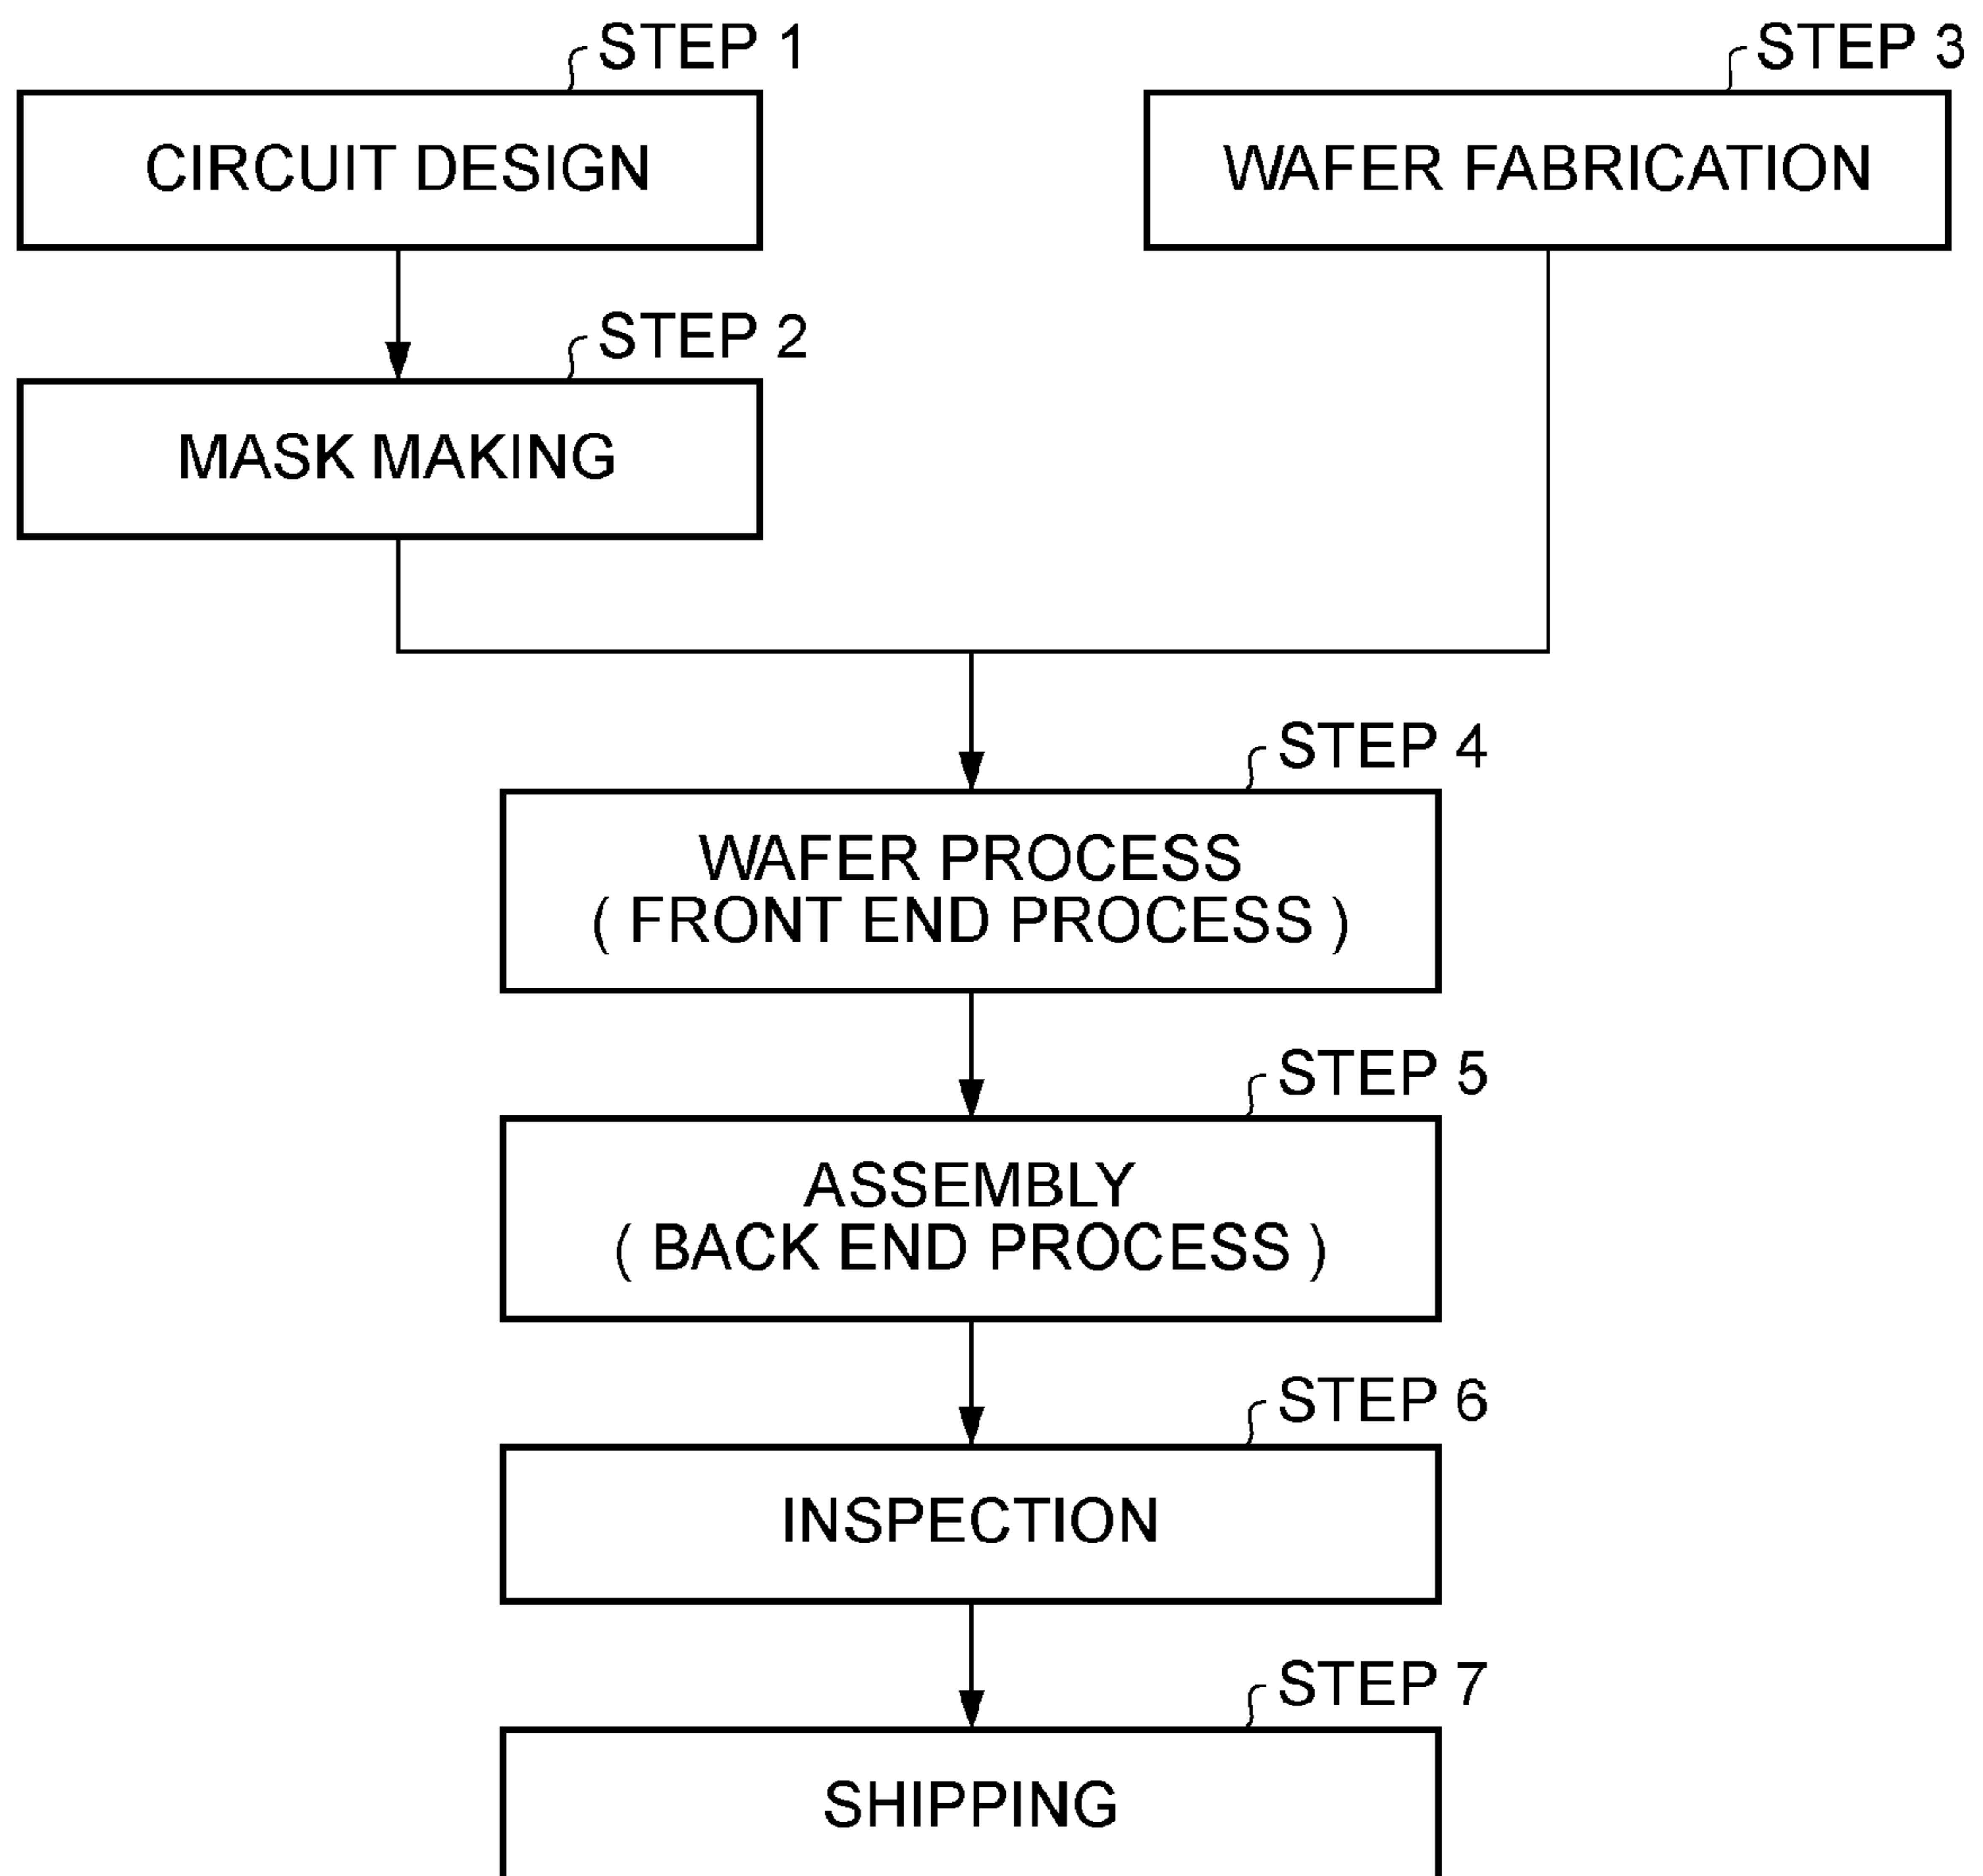 STEP 1
CIRCUIT DESIGN
STEP 2
MASK MAKING
STEP 3
WAFER FABRICATION
STEP 4
WAFER PROCESS
( FRONT END PROCESS )
STEP 5
ASSEMBLY
( BACK END PROCESS )
STEP 6
INSPECTION
STEP 7
SHIPPING